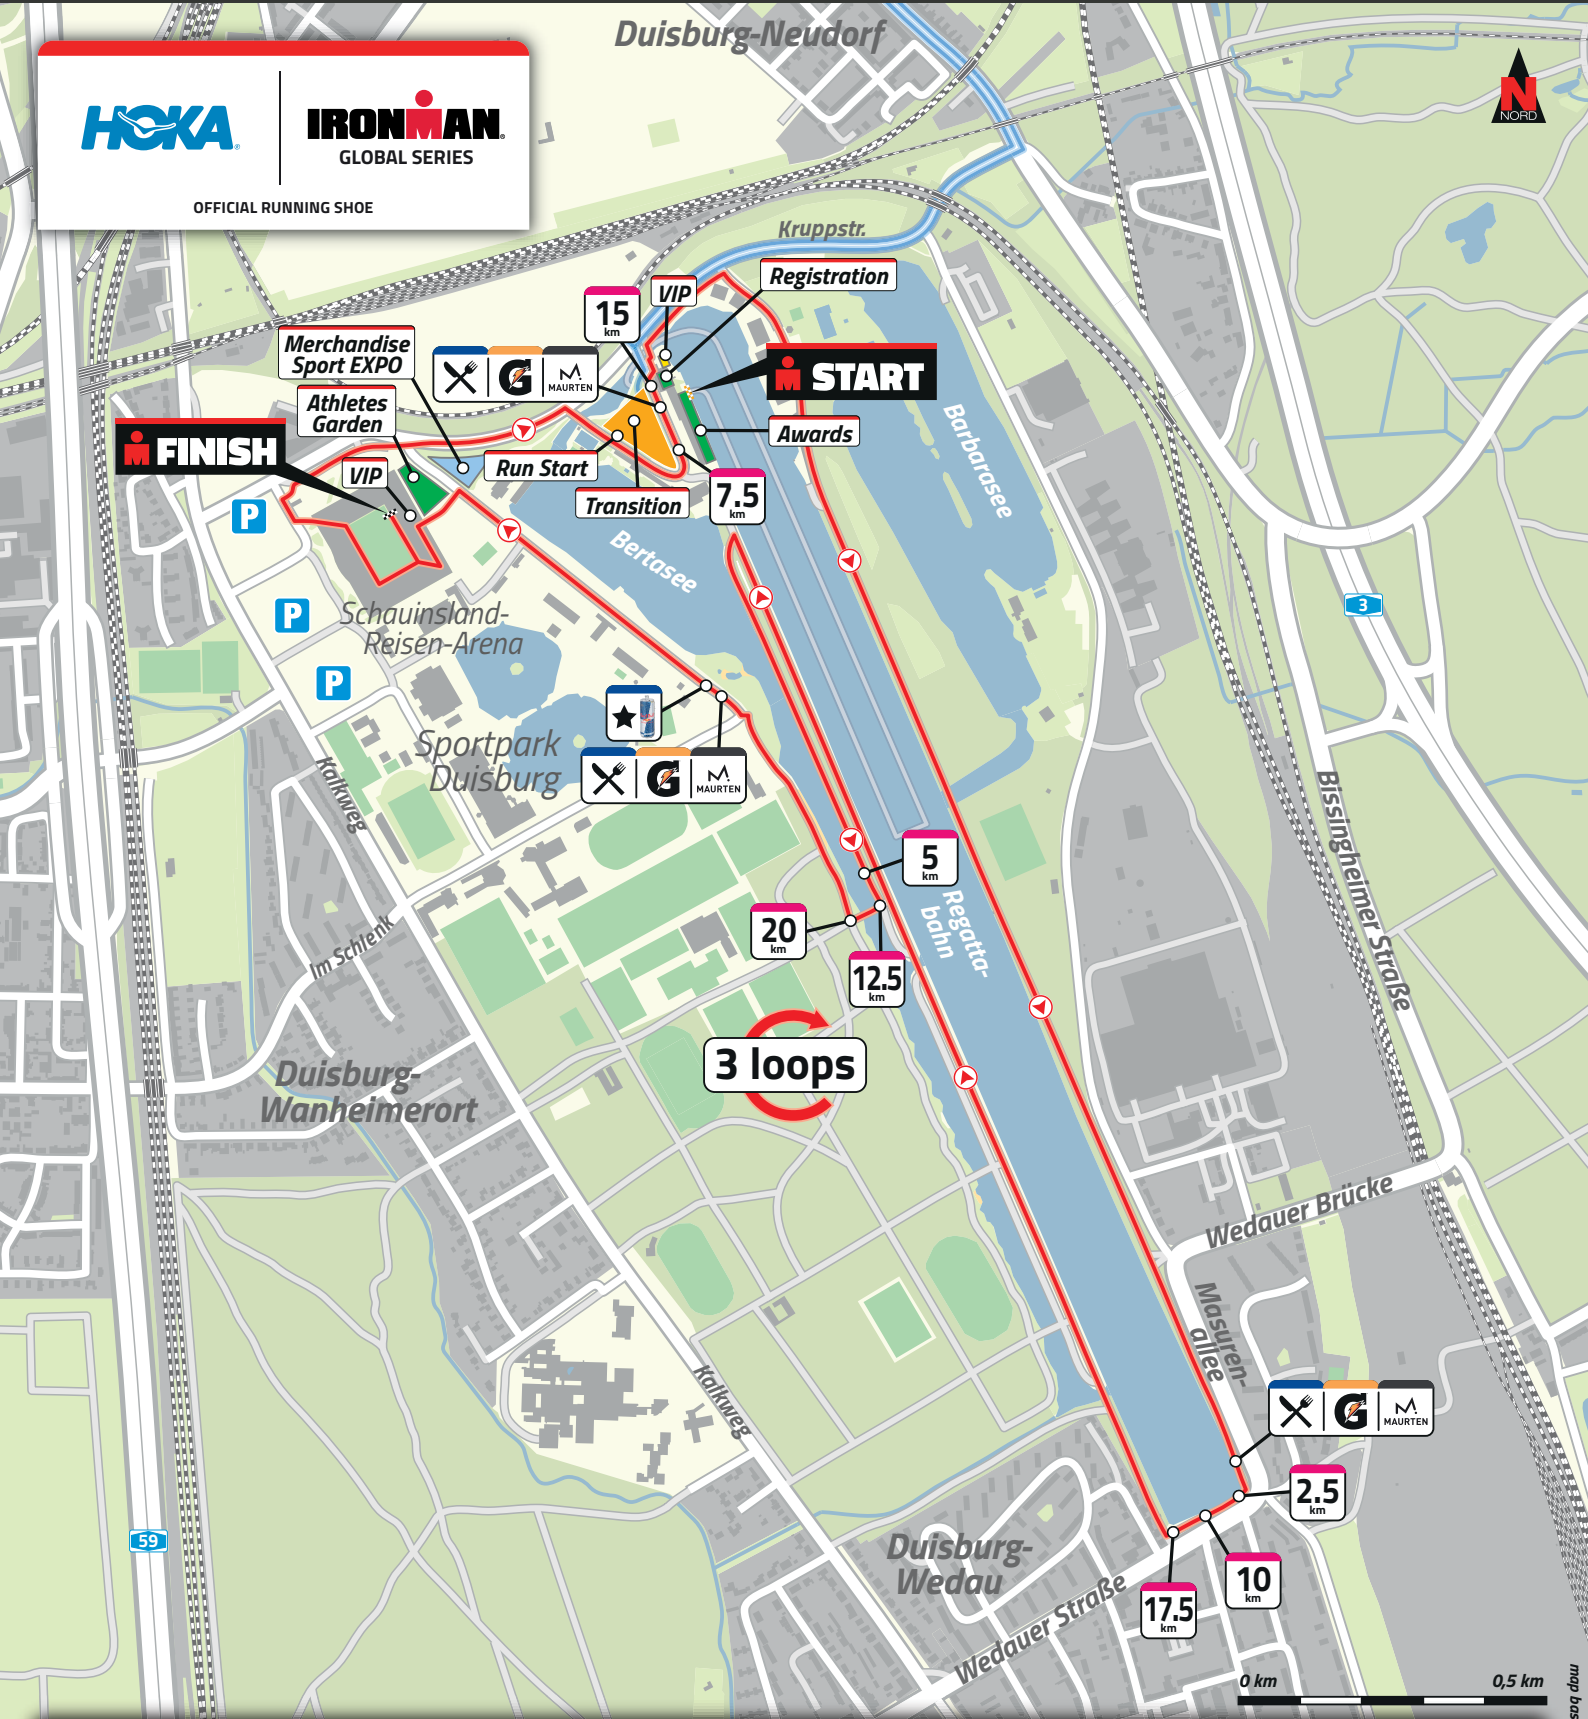 Duisburg-Neudorf
HOKA
IRONMAN
GLOBAL SERIES
OFFICIAL RUNNING SHOE
N
NORD
Kruppstr.
Registration
VIP
15
km
Merchandise
Sport EXPO
MAURTEN
START
Athletes
Garden
FINISH
VIP
Run Start
Awards
Transition
7.5
km
Barbarasee
P
Bertasee
3
P
Schauinsland-
Reisen-Arena
P
Sportpark
Duisburg
MAURTEN
Kalkweg
Bissingheimer Straße
5
km
Regatta-
bahn
20
km
12.5
km
Im Schlenk
3 loops
Duisburg-
Wanheimerort
Wedauer Brücke
Masuren-
allee
Kalkweg
MAURTEN
2.5
km
59
Duisburg-
Wedau
10
km
17.5
km
Wedauer Straße
0 km
0,5 km
map bas